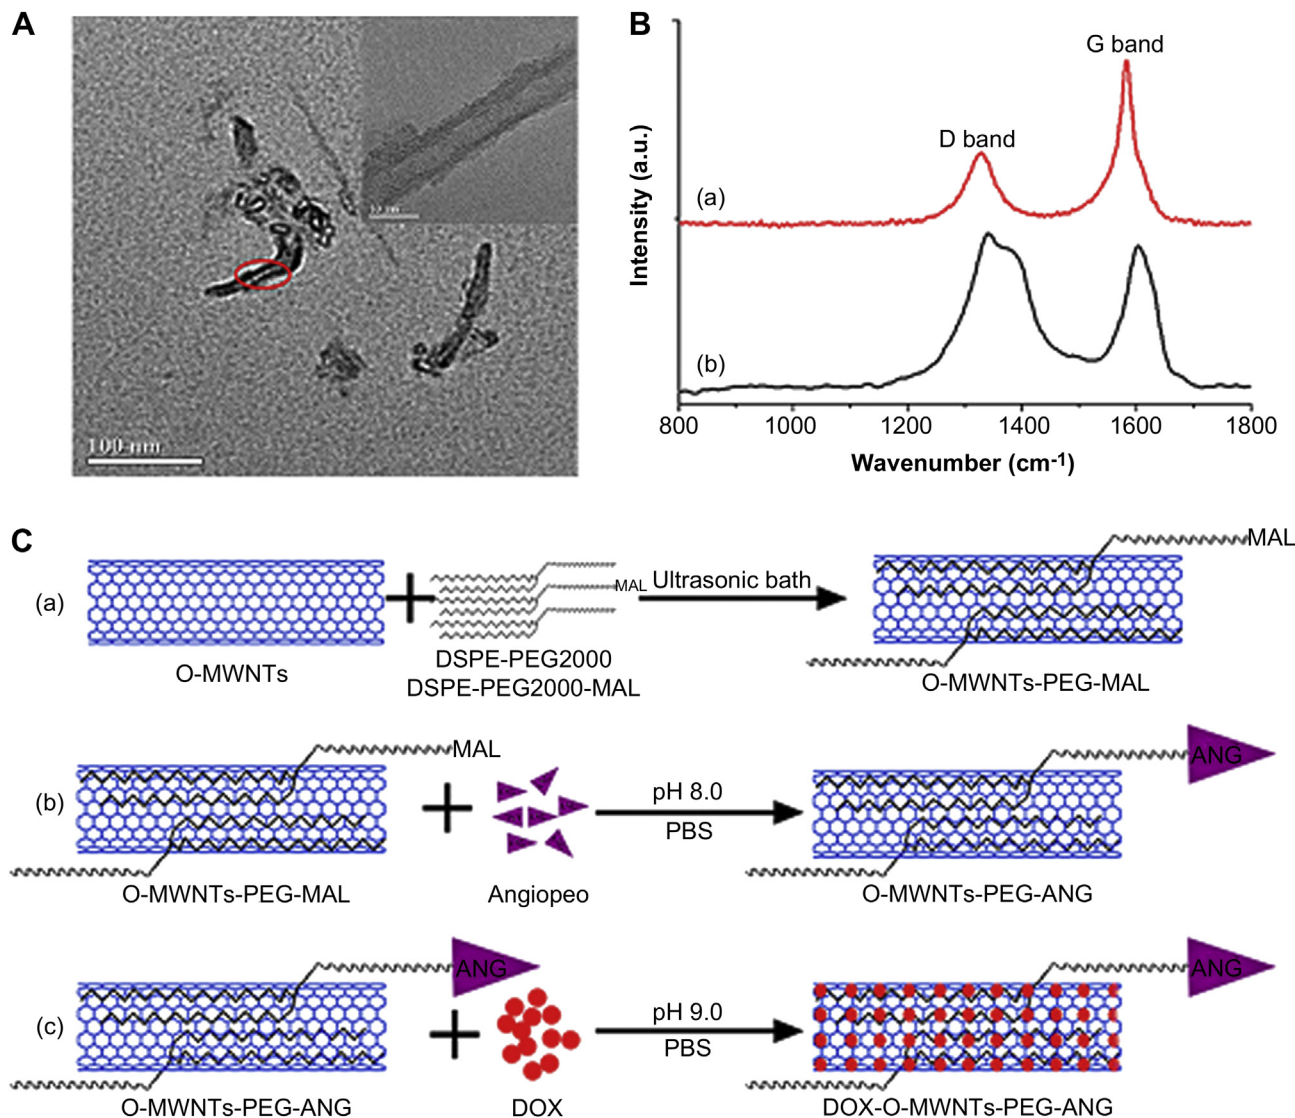 A
100 nm
B
G band
D band
(a)
(b)
Intensity (a.u.)
800
1000
1200
1400
1600
1800
Wavenumber (cm-1)
C
(a)
O-MWNTs
MAL
DSPE-PEG2000
DSPE-PEG2000-MAL
Ultrasonic bath
MAL
O-MWNTs-PEG-MAL
(b)
MAL
O-MWNTs-PEG-MAL
Angiopeo
pH 8.0
PBS
ANG
O-MWNTs-PEG-ANG
(c)
ANG
O-MWNTs-PEG-ANG
DOX
pH 9.0
PBS
ANG
DOX-O-MWNTs-PEG-ANG